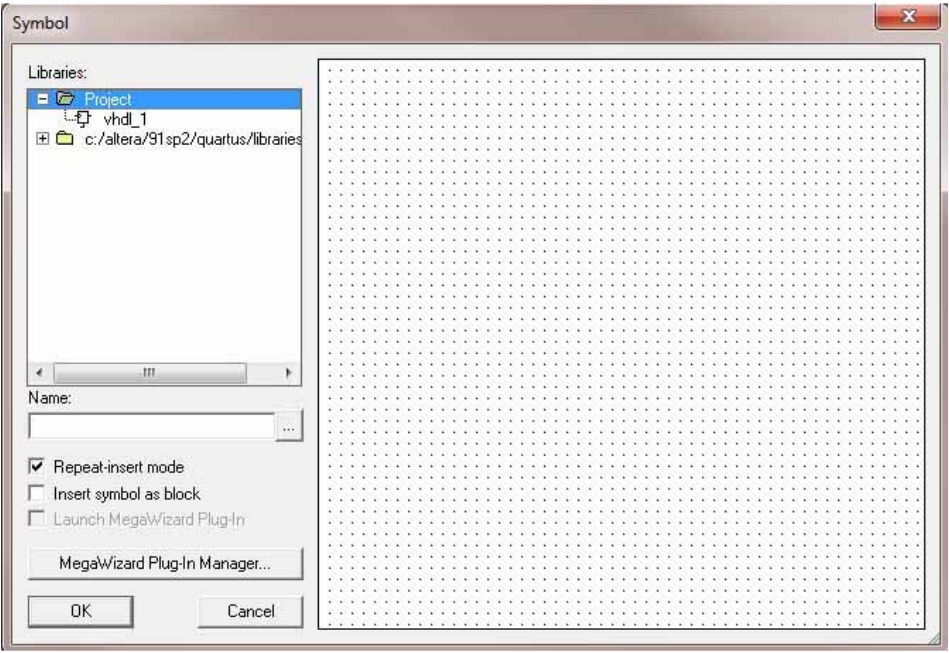 Symbol
Libraries:
Project
vhdl_1
c:/altera/91sp2/quartus/libraries
Name:
...
Repeat-insert mode
Insert symbol as block
Launch MegaWizard Plug-In
MegaWizard Plug-In Manager...
OK Cancel